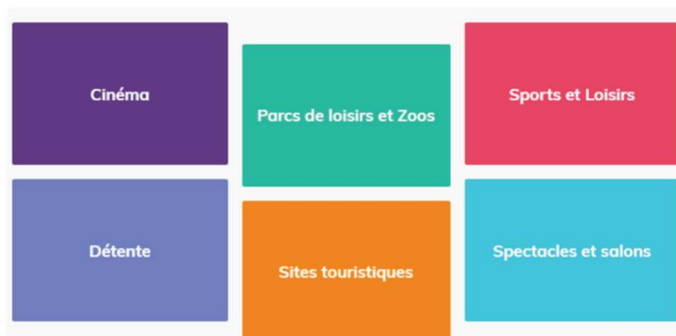 Cinéma
Parcs de loisirs et Zoos
Sports et Loisirs
Détente
Sites touristiques
Spectacles et salons